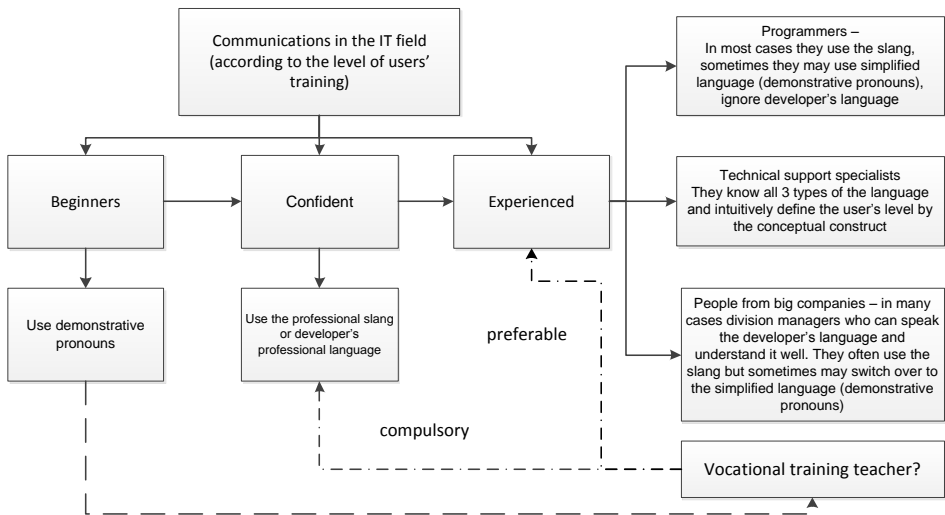 Communications in the IT field
(according to the level of users'
training)
Programmers –
In most cases they use the slang,
sometimes they may use simplified
language (demonstrative pronouns),
ignore developer's language
Beginners
Confident
Experienced
Technical support specialists
They know all 3 types of the language
and intuitively define the user's level by
the conceptual construct
Use demonstrative
pronouns
Use the professional slang
or developer's
professional language
preferable
People from big companies – in many
cases division managers who can speak
the developer's language and
understand it well. They often use the
slang but sometimes may switch over to
the simplified language (demonstrative
pronouns)
compulsory
Vocational training teacher?